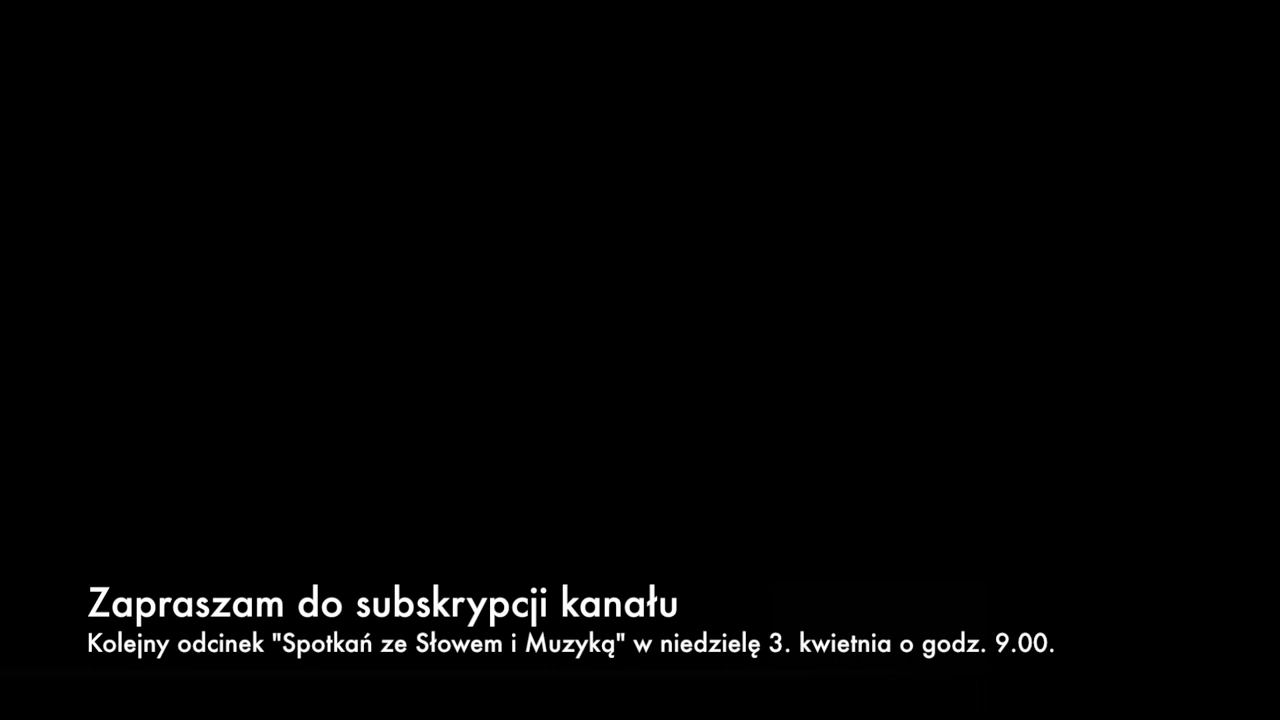 Zapraszam do subskrypcji kanału
Kolejny odcinek "Spotkań ze Słowem i Muzyką" w niedzielę 3. kwietnia o godz. 9.00.